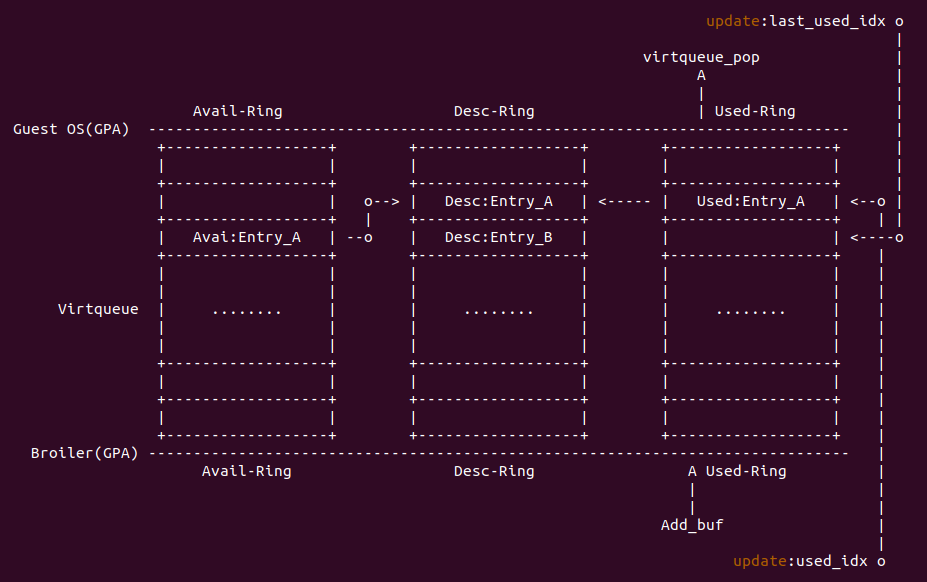 update:last_used_idx o
virtqueue_pop
A
Avail-Ring Desc-Ring Used-Ring
Guest OS(GPA)
o--> Desc:Entry_A <----- Used:Entry_A <--o
Avai:Entry_A --o Desc:Entry_B <----o
Virtqueue ........ ........ ........
Broiler(GPA)
Avail-Ring Desc-Ring A Used-Ring
Add_buf
update:used_idx o